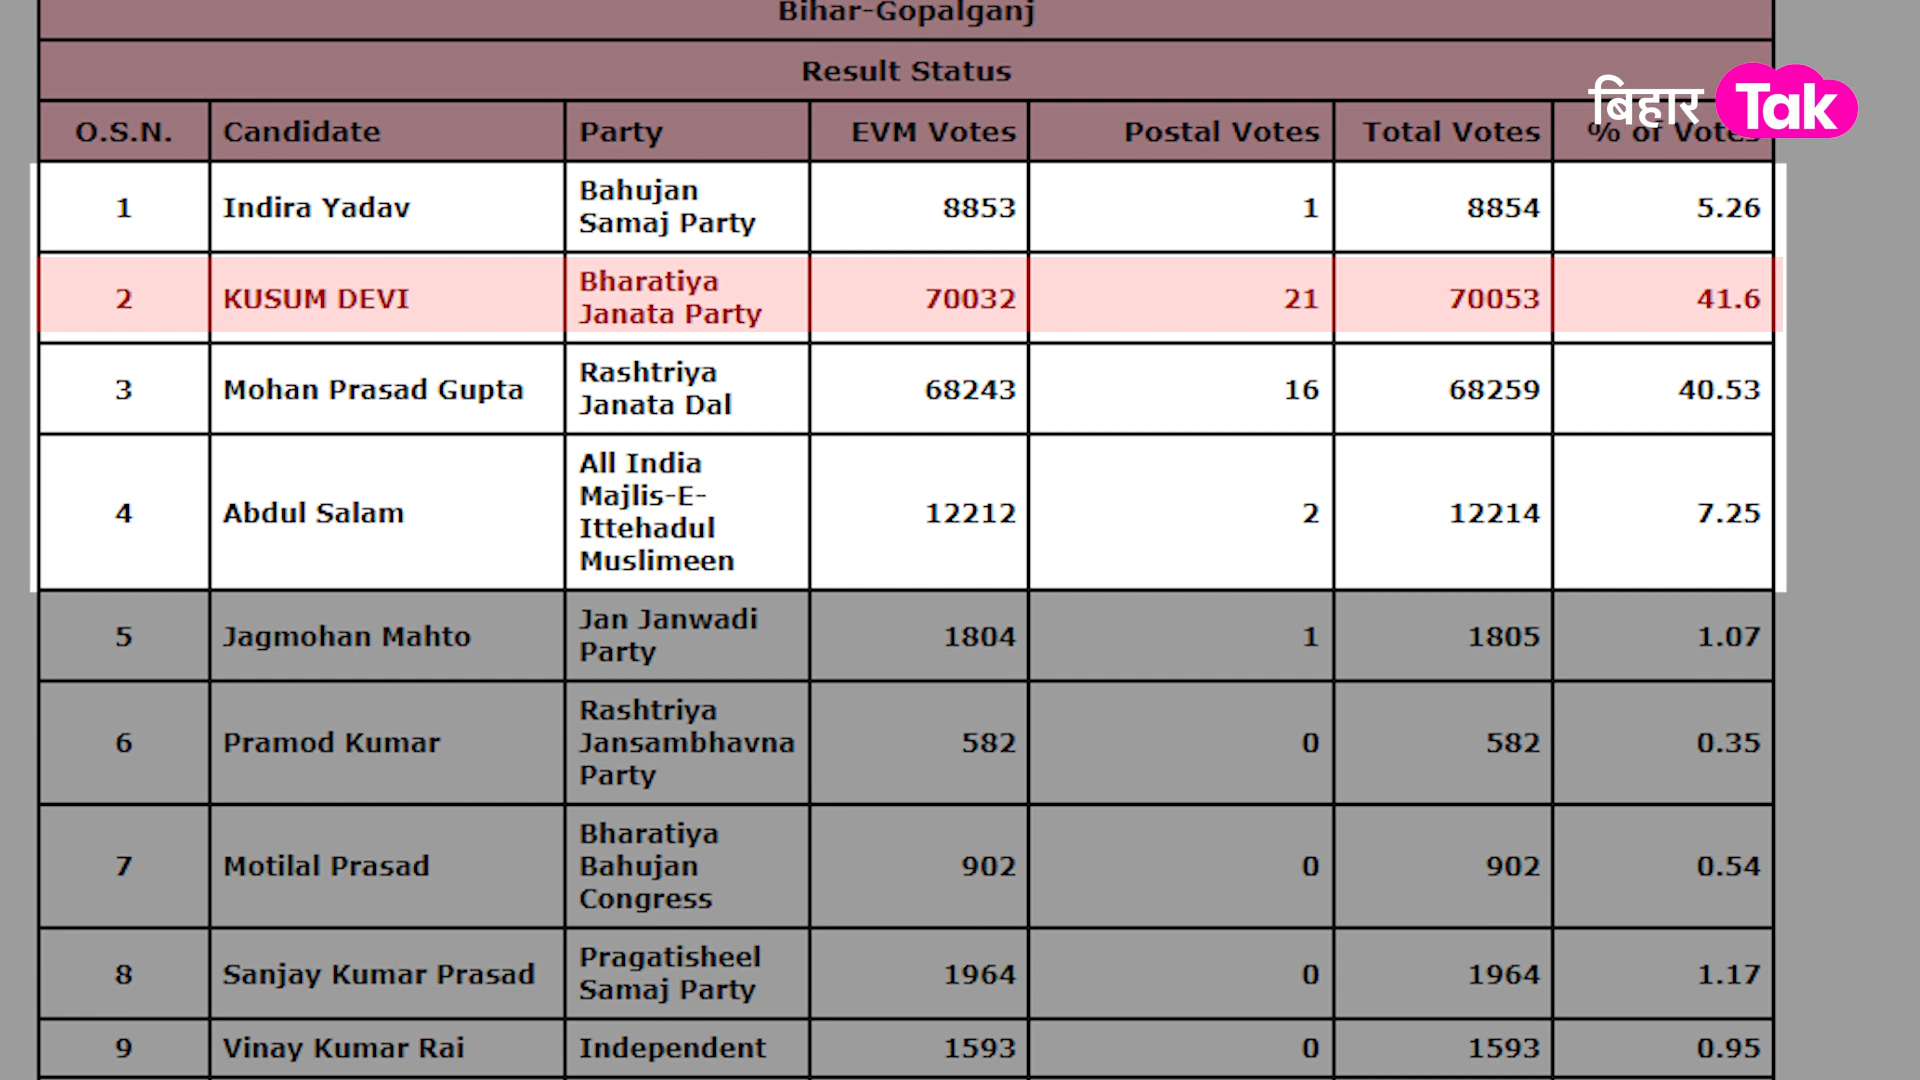 Bihar-Gopalganj
Result Status
बिहार Tak
O.S.N. Candidate Party EVM Votes Postal Votes Total Votes % of Votes
1 Indira Yadav Bahujan Samaj Party 8853 1 8854 5.26
2 KUSUM DEVI Bharatiya Janata Party 70032 21 70053 41.6
3 Mohan Prasad Gupta Rashtriya Janata Dal 68243 16 68259 40.53
4 Abdul Salam All India Majlis-E-Ittehadul Muslimeen 12212 2 12214 7.25
5 Jagmohan Mahto Jan Janwadi Party 1804 1 1805 1.07
6 Pramod Kumar Rashtriya Jansambhavna Party 582 0 582 0.35
7 Motilal Prasad Bharatiya Bahujan Congress 902 0 902 0.54
8 Sanjay Kumar Prasad Pragatisheel Samaj Party 1964 0 1964 1.17
9 Vinay Kumar Rai Independent 1593 0 1593 0.95